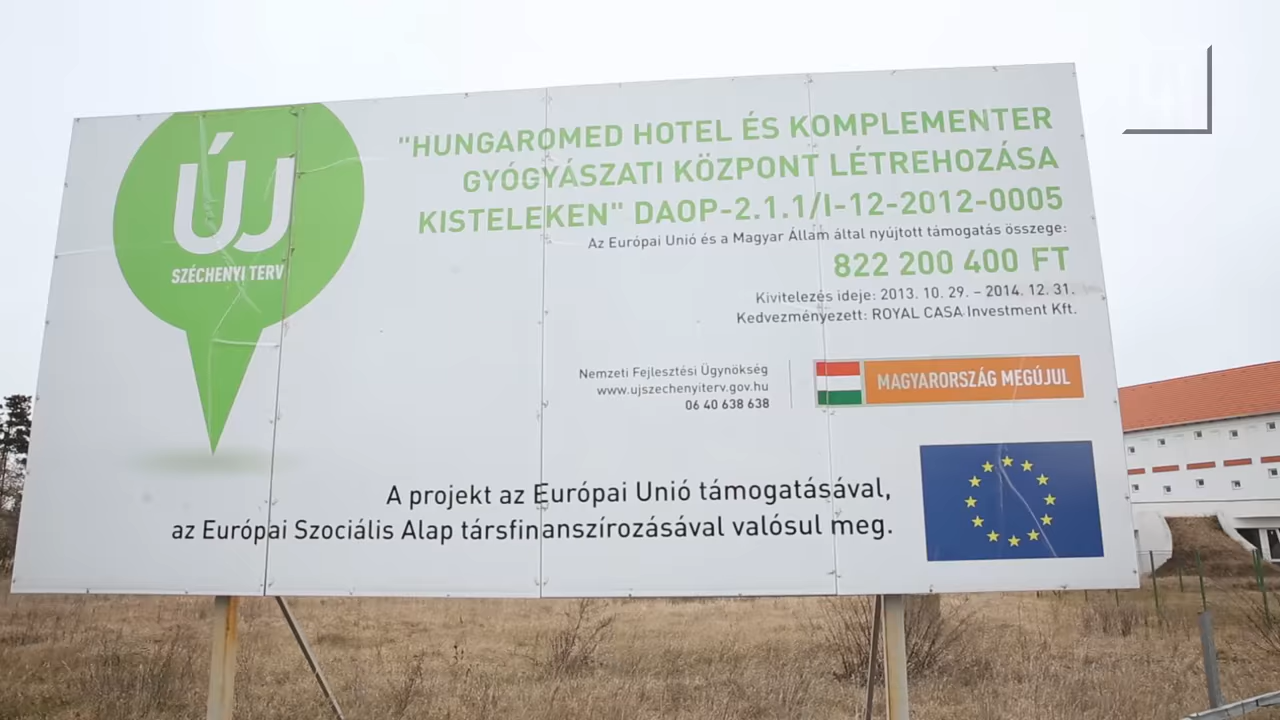 ÚJ
SZÉCHENYI TERV
"HUNGAROMED HOTEL ÉS KOMPLEMENTER
GYÓGYÁSZATI KÖZPONT LÉTREHOZÁSA
KISTELEKEN" DAOP-2.1.1/I-12-2012-0005
Az Európai Unió és a Magyar Állam által nyújtott támogatás összege:
822 200 400 FT
Kivitelezés ideje: 2013. 10. 29. – 2014. 12. 31.
Kedvezményezett: ROYAL CASA Investment Kft.
Nemzeti Fejlesztési Ügynökség
www.ujszechenyiterv.gov.hu
06 40 638 638
MAGYARORSZÁG MEGÚJUL
A projekt az Európai Unió támogatásával,
az Európai Szociális Alap társfinanszírozásával valósul meg.